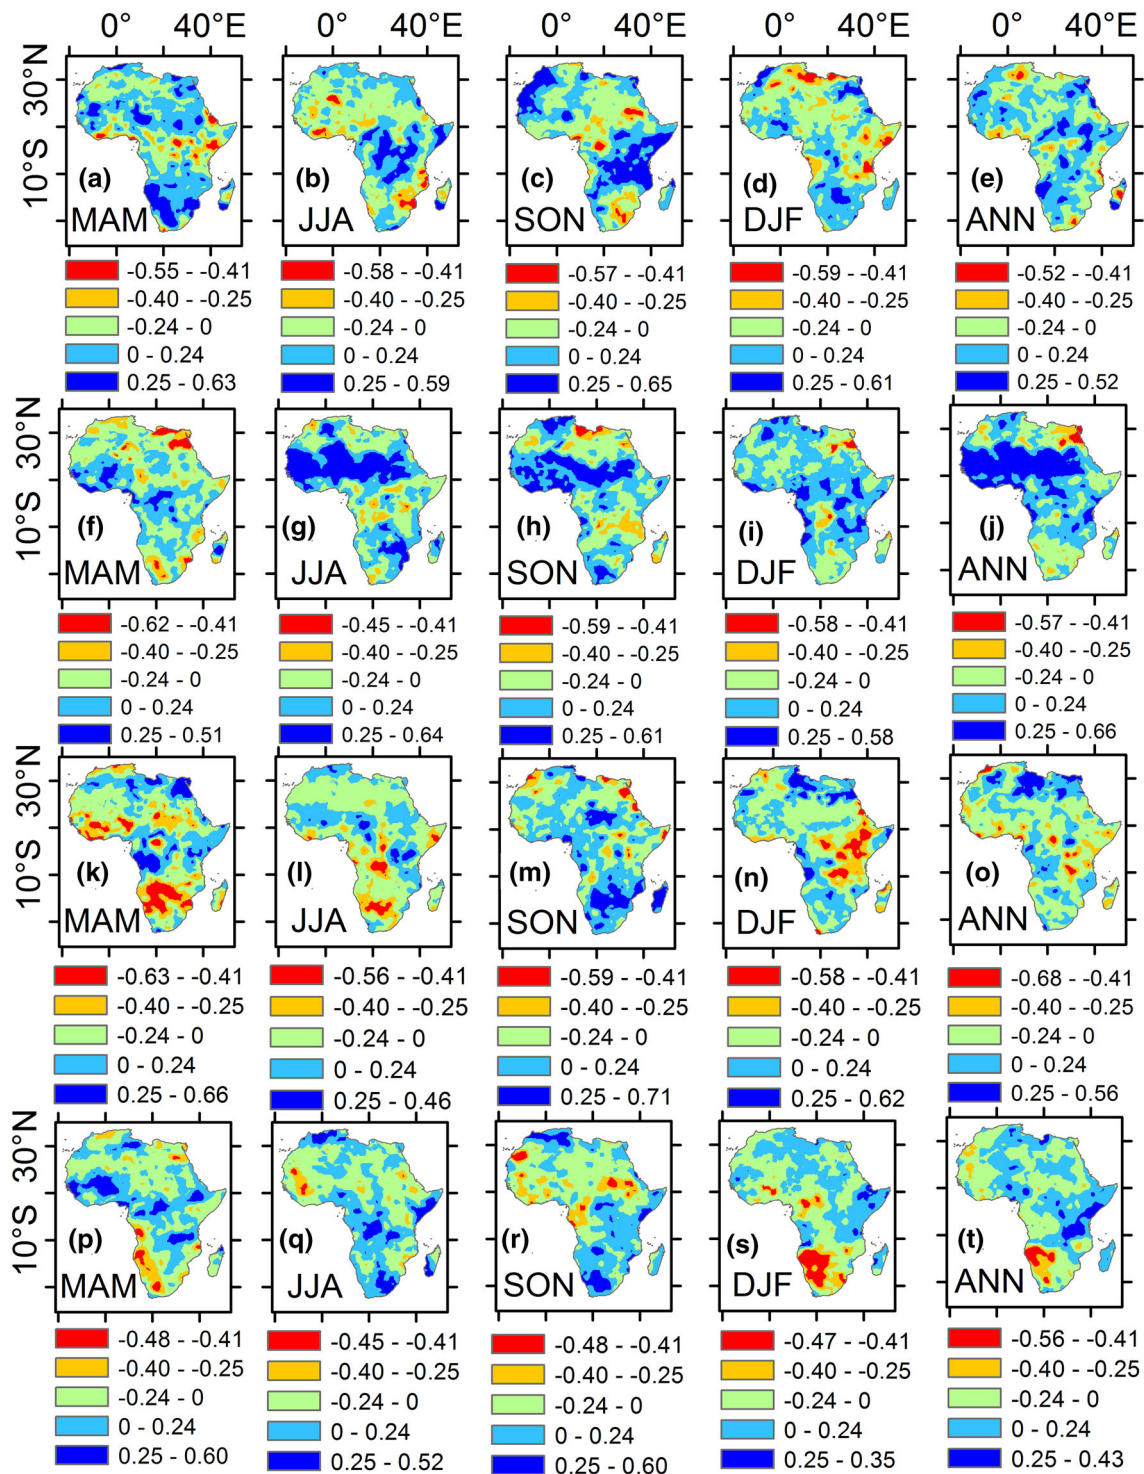 0° 40°E 0° 40°E 0° 40°E 0° 40°E 0° 40°E
30°N
10°S
(a) (b) (c) (d) (e)
MAM JJA SON DJF ANN
-0.55 - -0.41 -0.58 - -0.41 -0.57 - -0.41 -0.59 - -0.41 -0.52 - -0.41
-0.40 - -0.25 -0.40 - -0.25 -0.40 - -0.25 -0.40 - -0.25 -0.40 - -0.25
-0.24 - 0 -0.24 - 0 -0.24 - 0 -0.24 - 0 -0.24 - 0
0 - 0.24 0 - 0.24 0 - 0.24 0 - 0.24 0 - 0.24
0.25 - 0.63 0.25 - 0.59 0.25 - 0.65 0.25 - 0.61 0.25 - 0.52
30°N
10°S
(f) (g) (h) (i) (j)
MAM JJA SON DJF ANN
-0.62 - -0.41 -0.45 - -0.41 -0.59 - -0.41 -0.58 - -0.41 -0.57 - -0.41
-0.40 - -0.25 -0.40 - -0.25 -0.40 - -0.25 -0.40 - -0.25 -0.40 - -0.25
-0.24 - 0 -0.24 - 0 -0.24 - 0 -0.24 - 0 -0.24 - 0
0 - 0.24 0 - 0.24 0 - 0.24 0 - 0.24 0 - 0.24
0.25 - 0.51 0.25 - 0.64 0.25 - 0.61 0.25 - 0.58 0.25 - 0.66
30°N
10°S
(k) (l) (m) (n) (o)
MAM JJA SON DJF ANN
-0.63 - -0.41 -0.56 - -0.41 -0.59 - -0.41 -0.58 - -0.41 -0.68 - -0.41
-0.40 - -0.25 -0.40 - -0.25 -0.40 - -0.25 -0.40 - -0.25 -0.40 - -0.25
-0.24 - 0 -0.24 - 0 -0.24 - 0 -0.24 - 0 -0.24 - 0
0 - 0.24 0 - 0.24 0 - 0.24 0 - 0.24 0 - 0.24
0.25 - 0.66 0.25 - 0.46 0.25 - 0.71 0.25 - 0.62 0.25 - 0.56
30°N
10°S
(p) (q) (r) (s) (t)
MAM JJA SON DJF ANN
-0.48 - -0.41 -0.45 - -0.41 -0.48 - -0.41 -0.47 - -0.41 -0.56 - -0.41
-0.40 - -0.25 -0.40 - -0.25 -0.40 - -0.25 -0.40 - -0.25 -0.40 - -0.25
-0.24 - 0 -0.24 - 0 -0.24 - 0 -0.24 - 0 -0.24 - 0
0 - 0.24 0 - 0.24 0 - 0.24 0 - 0.24 0 - 0.24
0.25 - 0.60 0.25 - 0.52 0.25 - 0.60 0.25 - 0.35 0.25 - 0.43